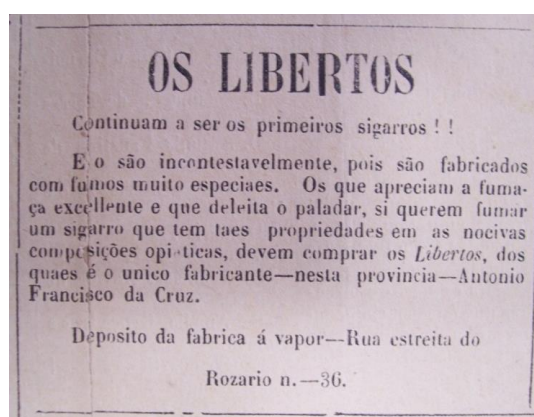 OS LIBERTOS
Continuam a ser os primeiros sigarros ! !
E o são incontestavelmente, pois são fabricados
com fumos muito especiaes. Os que apreciam a fuma-
ça excellente e que deleita o paladar, si querem fumar
um sigarro que tem taes propriedades em as nocivas
composições opi ticas, devem comprar os Libertos, dos
quaes é o unico fabricante—nesta provincia—Antonio
Francisco da Cruz.
Deposito da fabrica á vapor—Rua estreita do
Rozario n.—36.